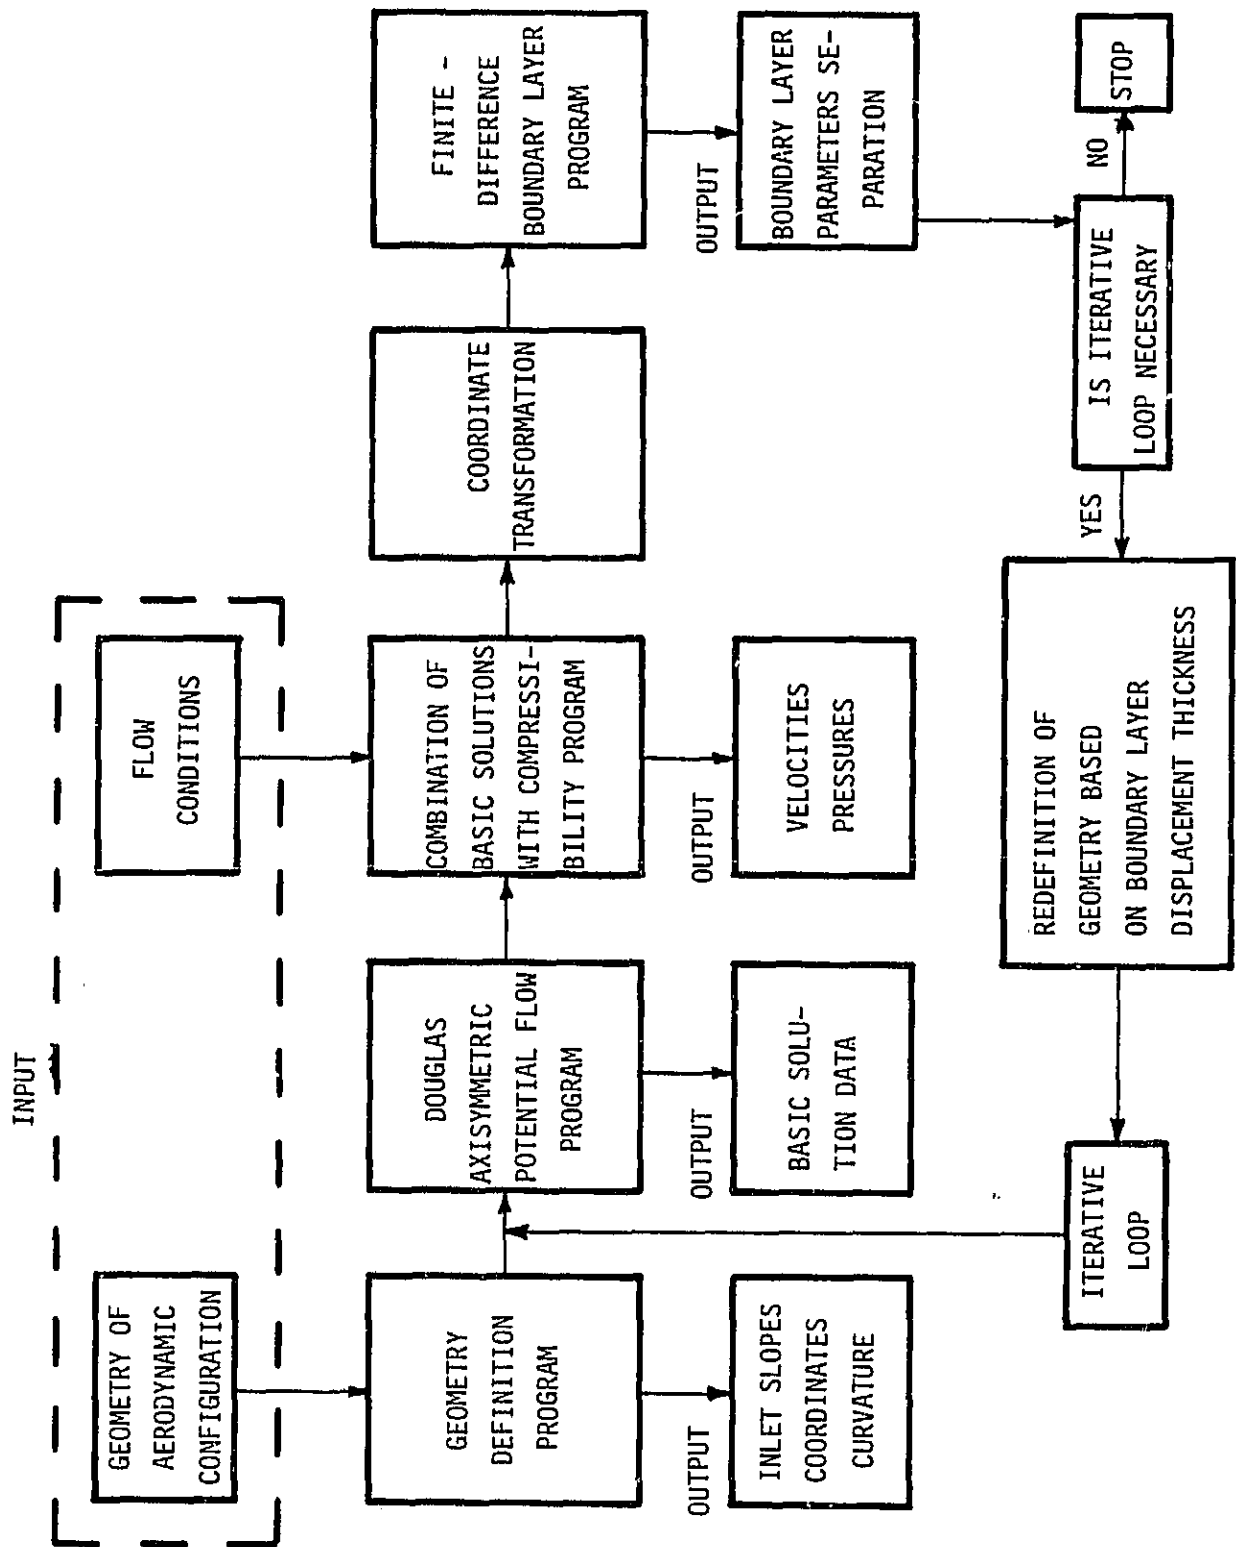 INPUT
GEOMETRY OF
AERODYNAMIC
CONFIGURATION
FLOW
CONDITIONS
GEOMETRY
DEFINITION
PROGRAM
DOUGLAS
AXISYMMETRIC
POTENTIAL FLOW
PROGRAM
COMBINATION OF
BASIC SOLUTIONS
WITH COMPRESSI-
BILITY PROGRAM
COORDINATE
TRANSFORMATION
FINITE -
DIFFERENCE
BOUNDARY LAYER
PROGRAM
OUTPUT
INLET SLOPES
COORDINATES
CURVATURE
OUTPUT
BASIC SOLU-
TION DATA
OUTPUT
VELOCITIES
PRESSURES
OUTPUT
BOUNDARY LAYER
PARAMETERS SE-
PARATION
ITERATIVE
LOOP
REDEFINITION OF
GEOMETRY BASED
ON BOUNDARY LAYER
DISPLACEMENT THICKNESS
YES
IS ITERATIVE
LOOP NECESSARY
NO
STOP